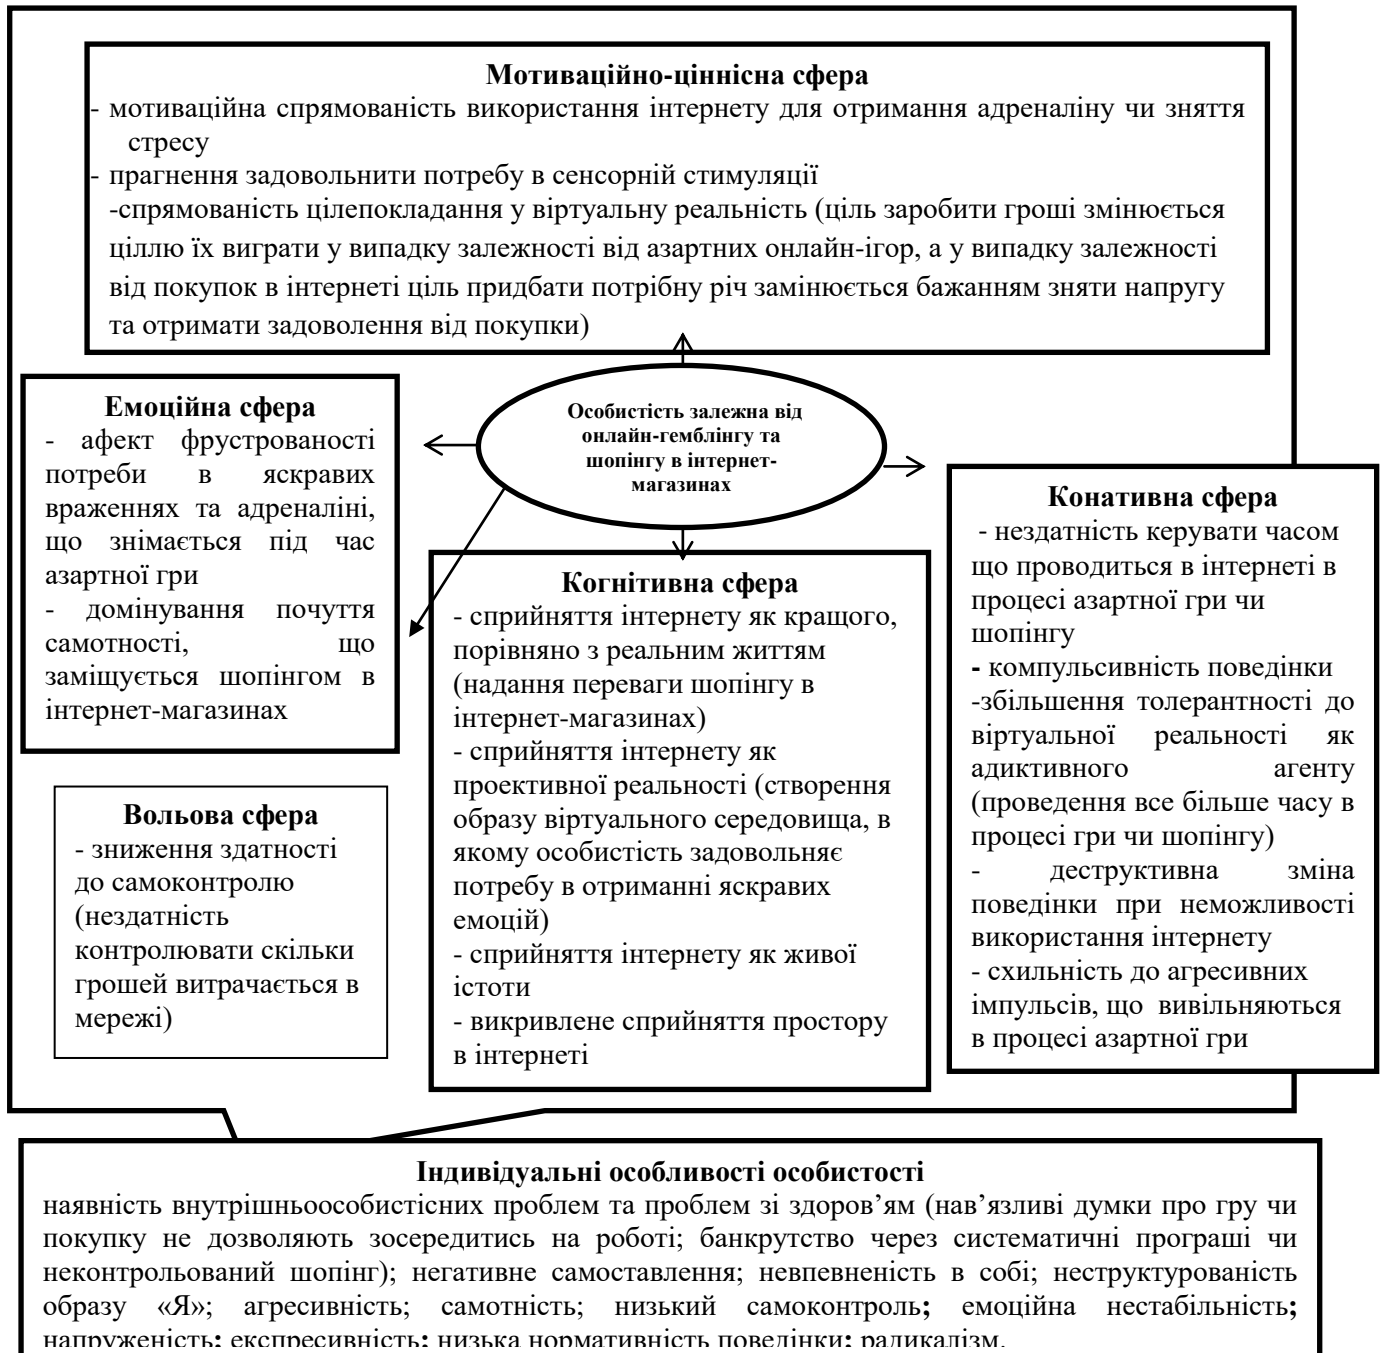 Мотиваційно-ціннісна сфера
- мотиваційна спрямованість використання інтернету для отримання адреналіну чи зняття
стресу
- прагнення задовольнити потребу в сенсорній стимуляції
-спрямованість цілепокладання у віртуальну реальність (ціль заробити гроші змінюється
ціллю їх виграти у випадку залежності від азартних онлайн-ігор, а у випадку залежності
від покупок в інтернеті ціль придбати потрібну річ замінюється бажанням зняти напругу
та отримати задоволення від покупки)
Емоційна сфера
- афект фрустрованості
потреби в яскравих
враженнях та адреналіні,
що знімається під час
азартної гри
- домінування почуття
самотності, що
заміщується шопінгом в
інтернет-магазинах
Особистість залежна від
онлайн-гемблінгу та
шопінгу в інтернет-
магазинах
Конативна сфера
- нездатність керувати часом
що проводиться в інтернеті в
процесі азартної гри чи
шопінгу
- компульсивність поведінки
-збільшення толерантності до
віртуальної реальності як
адиктивного агенту
(проведення все більше часу в
процесі гри чи шопінгу)
- деструктивна зміна
поведінки при неможливості
використання інтернету
- схильність до агресивних
імпульсів, що вивільняються
в процесі азартної гри
Когнітивна сфера
- сприйняття інтернету як кращого,
порівняно з реальним життям
(надання переваги шопінгу в
інтернет-магазинах)
- сприйняття інтернету як
проективної реальності (створення
образу віртуального середовища, в
якому особистість задовольняє
потребу в отриманні яскравих
емоцій)
- сприйняття інтернету як живої
істоти
- викривлене сприйняття простору
в інтернеті
Вольова сфера
- зниження здатності
до самоконтролю
(нездатність
контролювати скільки
грошей витрачається в
мережі)
Індивідуальні особливості особистості
наявність внутрішньоособистісних проблем та проблем зі здоров’ям (нав’язливі думки про гру чи
покупку не дозволяють зосередитись на роботі; банкрутство через систематичні програші чи
неконтрольований шопінг); негативне самоставлення; невпевненість в собі; неструктурованість
образу «Я»; агресивність; самотність; низький самоконтроль; емоційна нестабільність;
напруженість; експресивність; низька нормативність поведінки; радикалізм.